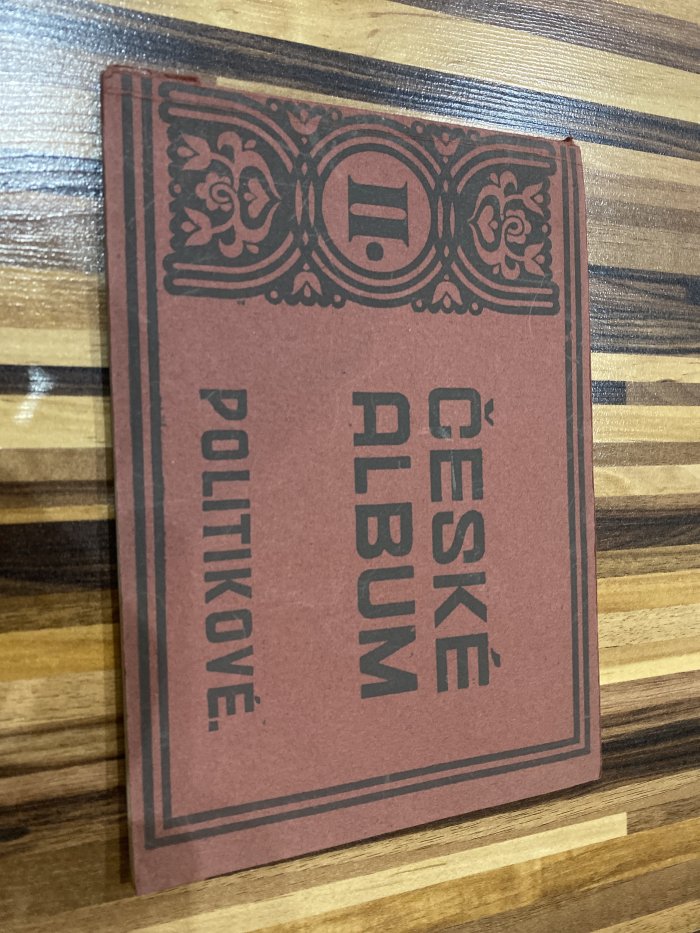 II.
ČESKÉ
ALBUM
POLITIKOVÉ.